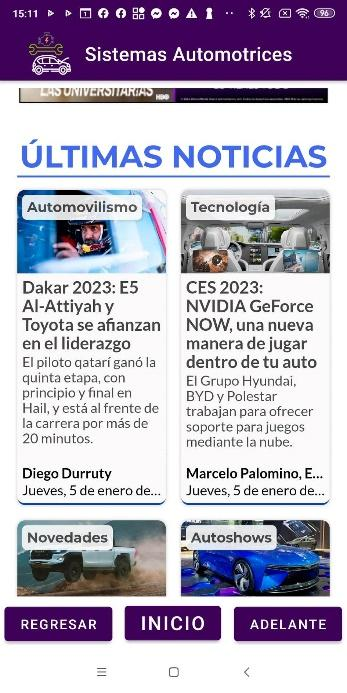 15:11
96
Sistemas Automotrices
LAS UNIVERSITARIAS
HBO
ÚLTIMAS NOTICIAS
Automovilismo
Dakar 2023: E5
Al-Attiyah y
Toyota se afianzan
en el liderazgo
El piloto qatarí ganó la
quinta etapa, con
principio y final en
Hail, y está al frente de
la carrera por más de
20 minutos.
Diego Durruty
Jueves, 5 de enero de...
Tecnología
CES 2023:
NVIDIA GeForce
NOW, una nueva
manera de jugar
dentro de tu auto
El Grupo Hyundai,
BYD y Polestar
trabajan para ofrecer
soporte para juegos
mediante la nube.
Marcelo Palomino, E...
Jueves, 5 de enero de...
Novedades
Autoshows
REGRESAR
INICIO
ADELANTE